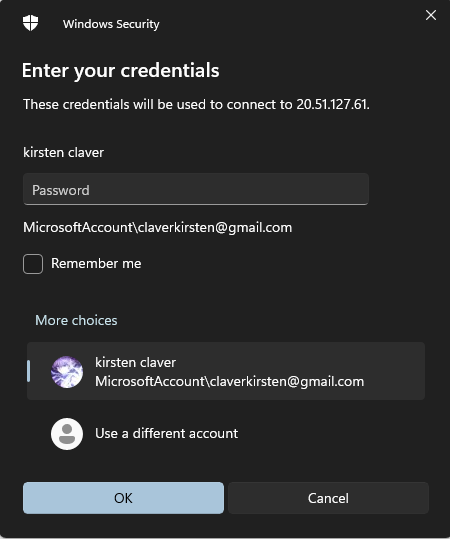 Windows Security
Enter your credentials
These credentials will be used to connect to 20.51.127.61.
kirsten claver
Password
MicrosoftAccount\claverkirsten@gmail.com
Remember me
More choices
kirsten claver
MicrosoftAccount\claverkirsten@gmail.com
Use a different account
OK
Cancel